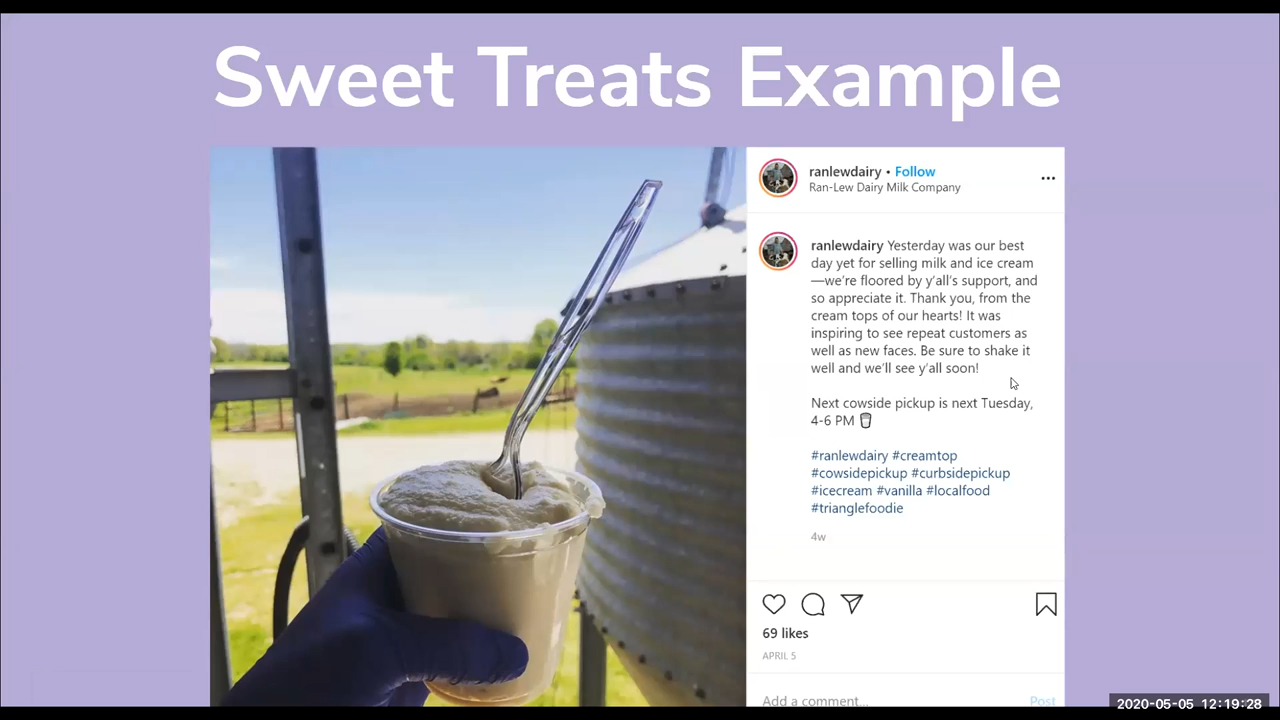 Sweet Treats Example
ranlewdairy • Follow
Ran-Lew Dairy Milk Company
ranlewdairy Yesterday was our best
day yet for selling milk and ice cream
—we're floored by y'all's support, and
so appreciate it. Thank you, from the
cream tops of our hearts! It was
inspiring to see repeat customers as
well as new faces. Be sure to shake it
well and we'll see y'all soon!
Next cowside pickup is next Tuesday,
4-6 PM 🥛
#ranlewdairy #creamtop
#cowsidepickup #curbsidepickup
#icecream #vanilla #localfood
#trianglefoodie
4w
69 likes
APRIL 5
Add a comment... Post
2020-05-05 12:19:28